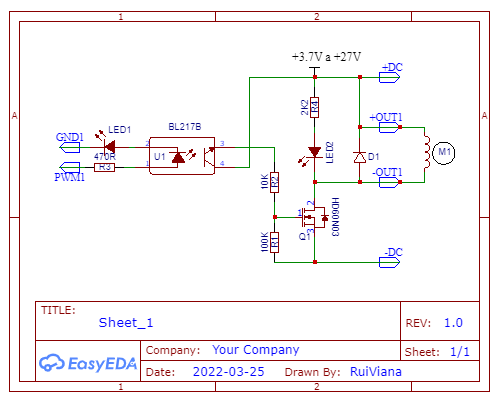 1
2
A
A
+3.7V a +27V
+DC
2K2
R4
BL217B
LED1
GND1
+OUT1
2
3
U1
1
4
470R
R3
PWM1
LED2
D1
M1
-OUT1
10K
R2
2
HD60N03
1
Q1
3
100K
R1
-DC
TITLE:
Sheet_1
REV: 1.0
EasyEDA
Company: Your Company
Sheet: 1/1
Date: 2022-03-25 Drawn By: RuiViana
1
2